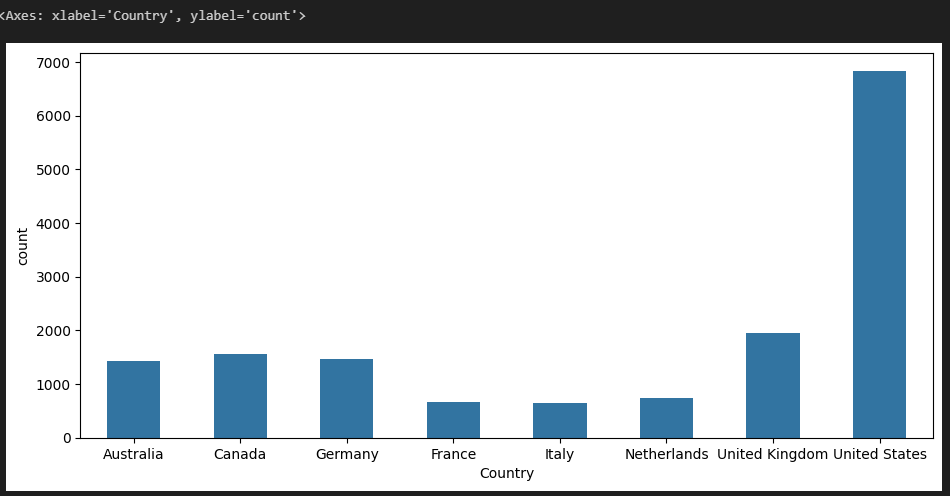 <Axes: xlabel='Country', ylabel='count'>
7000
6000
5000
4000
3000
2000
1000
0
count
Australia Canada Germany France Italy Netherlands United Kingdom United States
Country